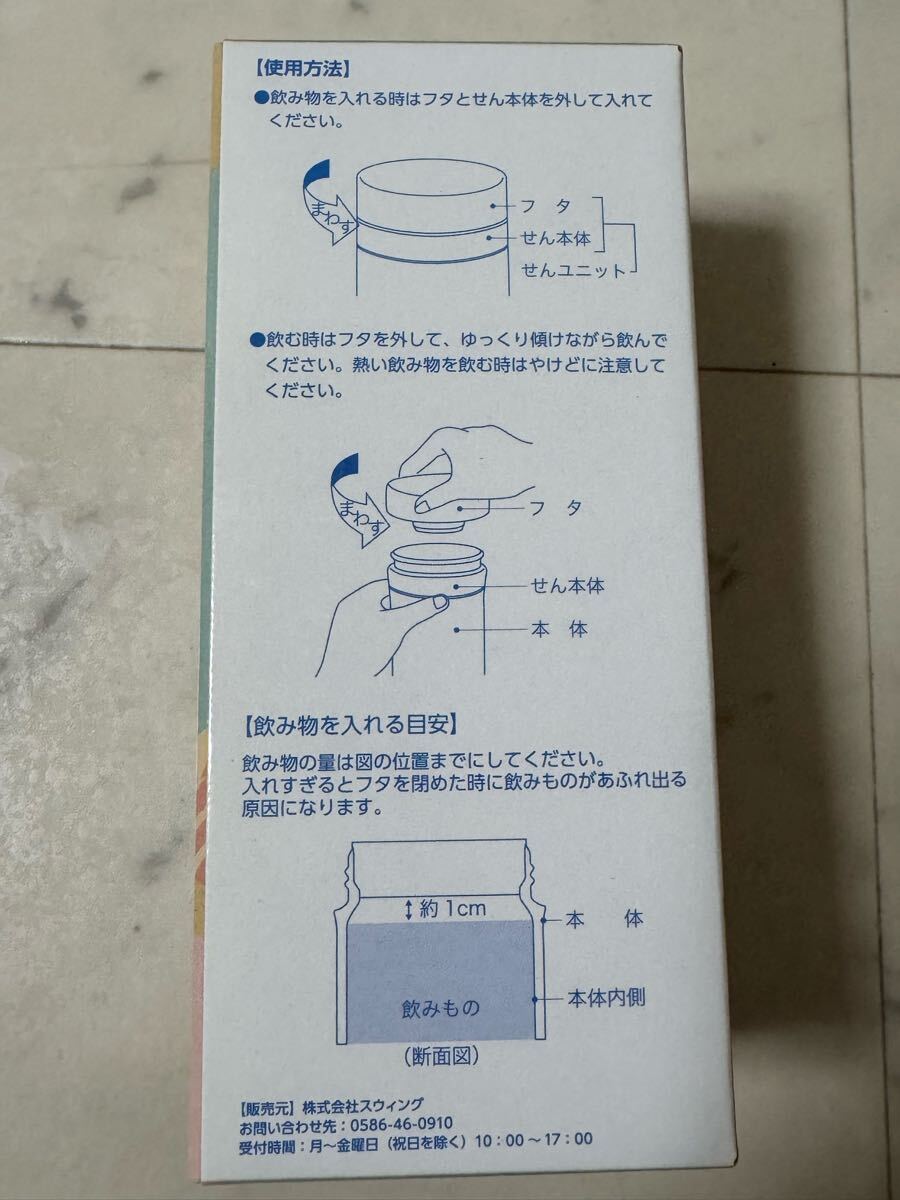 【使用方法】
●飲み物を入れる時はフタとせん本体を外して入れて
ください。
まわす
フタ
せん本体
せんユニット
●飲む時はフタを外して、ゆっくり傾けながら飲んで
ください。熱い飲み物を飲む時はやけどに注意して
ください。
まわす
フタ
せん本体
本体
【飲み物を入れる目安】
飲み物の量は図の位置までにしてください。
入れすぎるとフタを閉めた時に飲みものがあふれ出る
原因になります。
約1cm
本体
飲みもの
本体内側
(断面図)
【販売元】株式会社スウィング
お問い合わせ先：0586-46-0910
受付時間：月～金曜日（祝日を除く）10：00～17：00